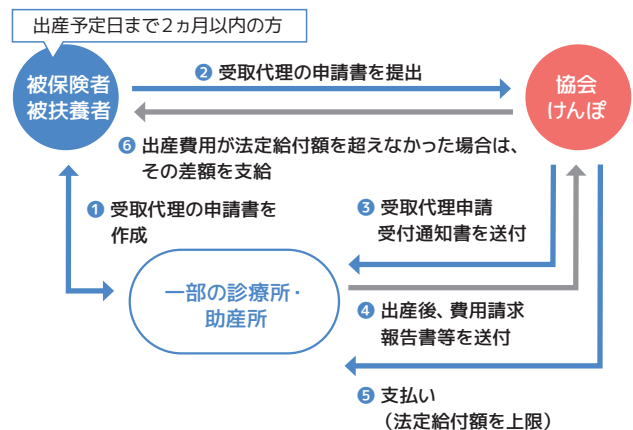 出産予定日まで2ヵ月以内の方
被保険者
被扶養者
❷ 受取代理の申請書を提出
協会
けんぽ
❻ 出産費用が法定給付額を超えなかった場合は、
その差額を支給
❶ 受取代理の申請書を
作成
❸ 受取代理申請
受付通知書を送付
一部の診療所・
助産所
❹ 出産後、費用請求
報告書等を送付
❺ 支払い
（法定給付額を上限）